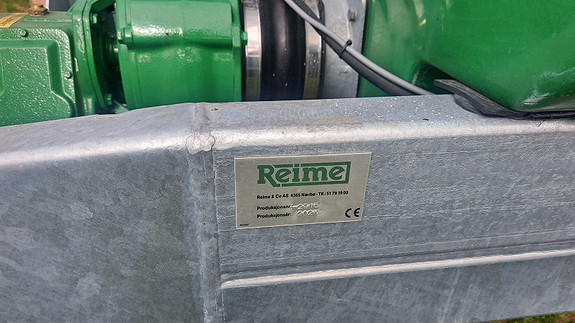 Reime
Reime & Co AS 4365 Nærbø - Tlf.: 51 79 19 00
Produksjonsnr.:
Produksjonsår:
CE